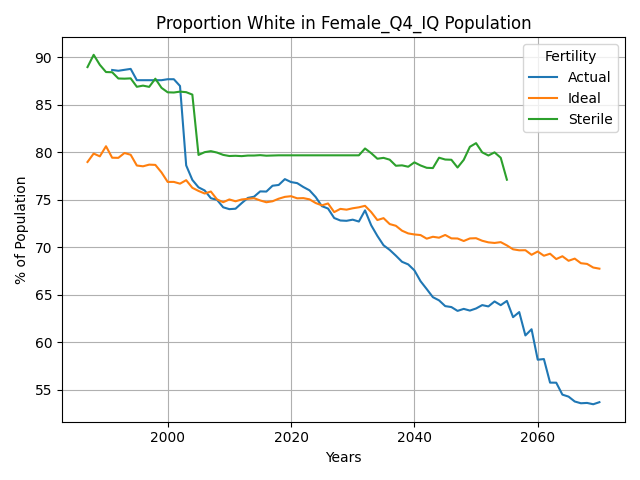 Proportion White in Female_Q4_IQ Population
Fertility
Actual
Ideal
Sterile
% of Population
90
85
80
75
70
65
60
55
2000
2020
2040
2060
Years